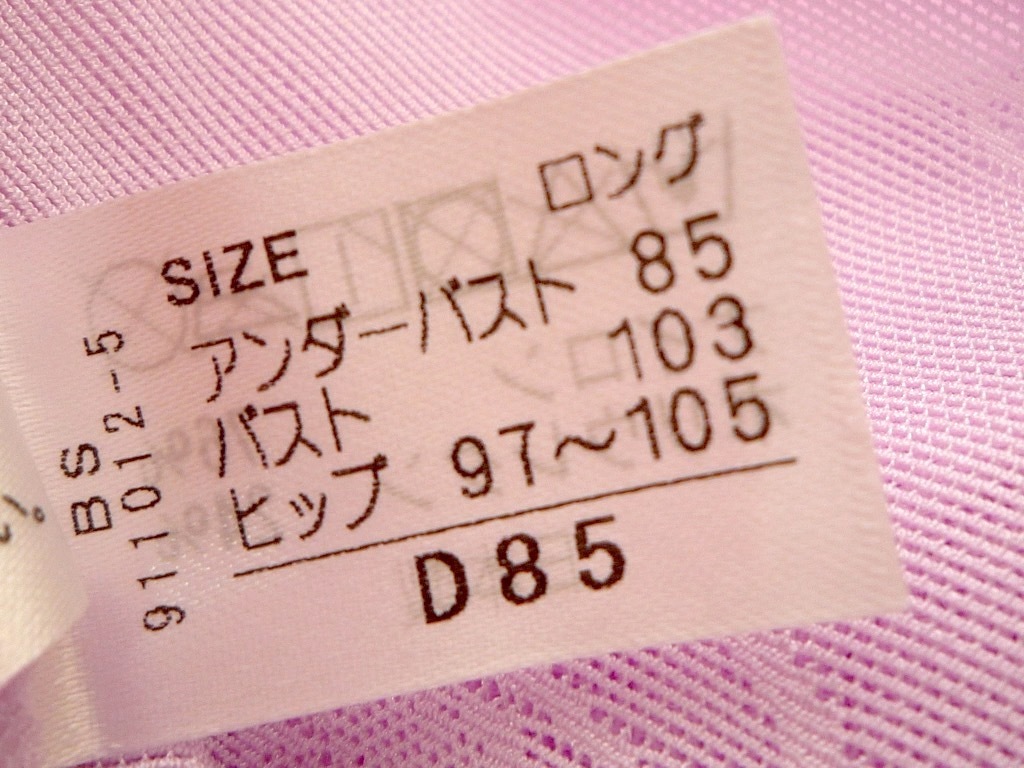 ロング
SIZE
アンダーバスト 85
バスト 103
ヒップ 97～105
D85
BS
911012-5